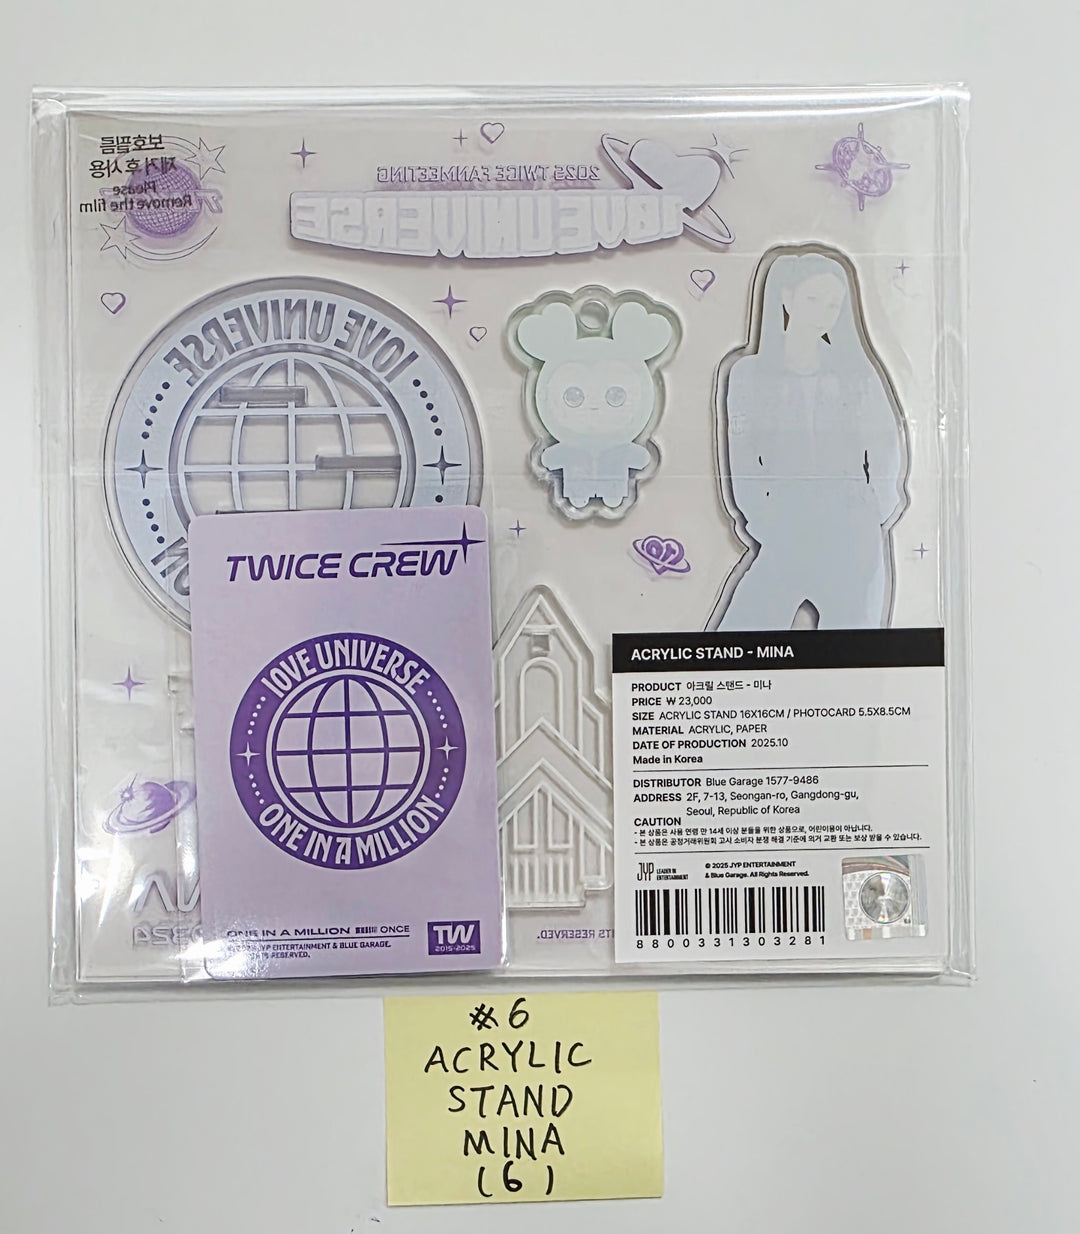 보호필름
제거 후 사용
Please
Remove the film
2025 TWICE FANMEETING
10VE UNIVERSE
10VE UNIVERSE
TWICE CREW
10VE UNIVERSE
ONE IN A MILLION
ONE IN A MILLION
ONCE
JYP ENTERTAINMENT & BLUE GARAGE.
RESERVED.
TW
2015-2025
ACRYLIC STAND - MINA
PRODUCT 아크릴 스탠드 - 미나
PRICE ₩ 23,000
SIZE ACRYLIC STAND 16X16CM / PHOTOCARD 5.5X8.5CM
MATERIAL ACRYLIC, PAPER
DATE OF PRODUCTION 2025.10
Made in Korea
DISTRIBUTOR Blue Garage 1577-9486
ADDRESS 2F, 7-13, Seongan-ro, Gangdong-gu,
Seoul, Republic of Korea
CAUTION
- 본 상품은 사용 연령 만 14세 이상 분들을 위한 상품으로, 어린이용이 아닙니다.
- 본 상품은 공정거래위원회 고시 소비자 분쟁 해결 기준에 의거 교환 또는 보상 받을 수 있습니다.
JYP LEADER IN
ENTERTAINMENT
© 2025 JYP ENTERTAINMENT
& Blue Garage. All Rights Reserved.
8800331303281
RESERVED.
#6
ACRYLIC
STAND
MINA
(6)